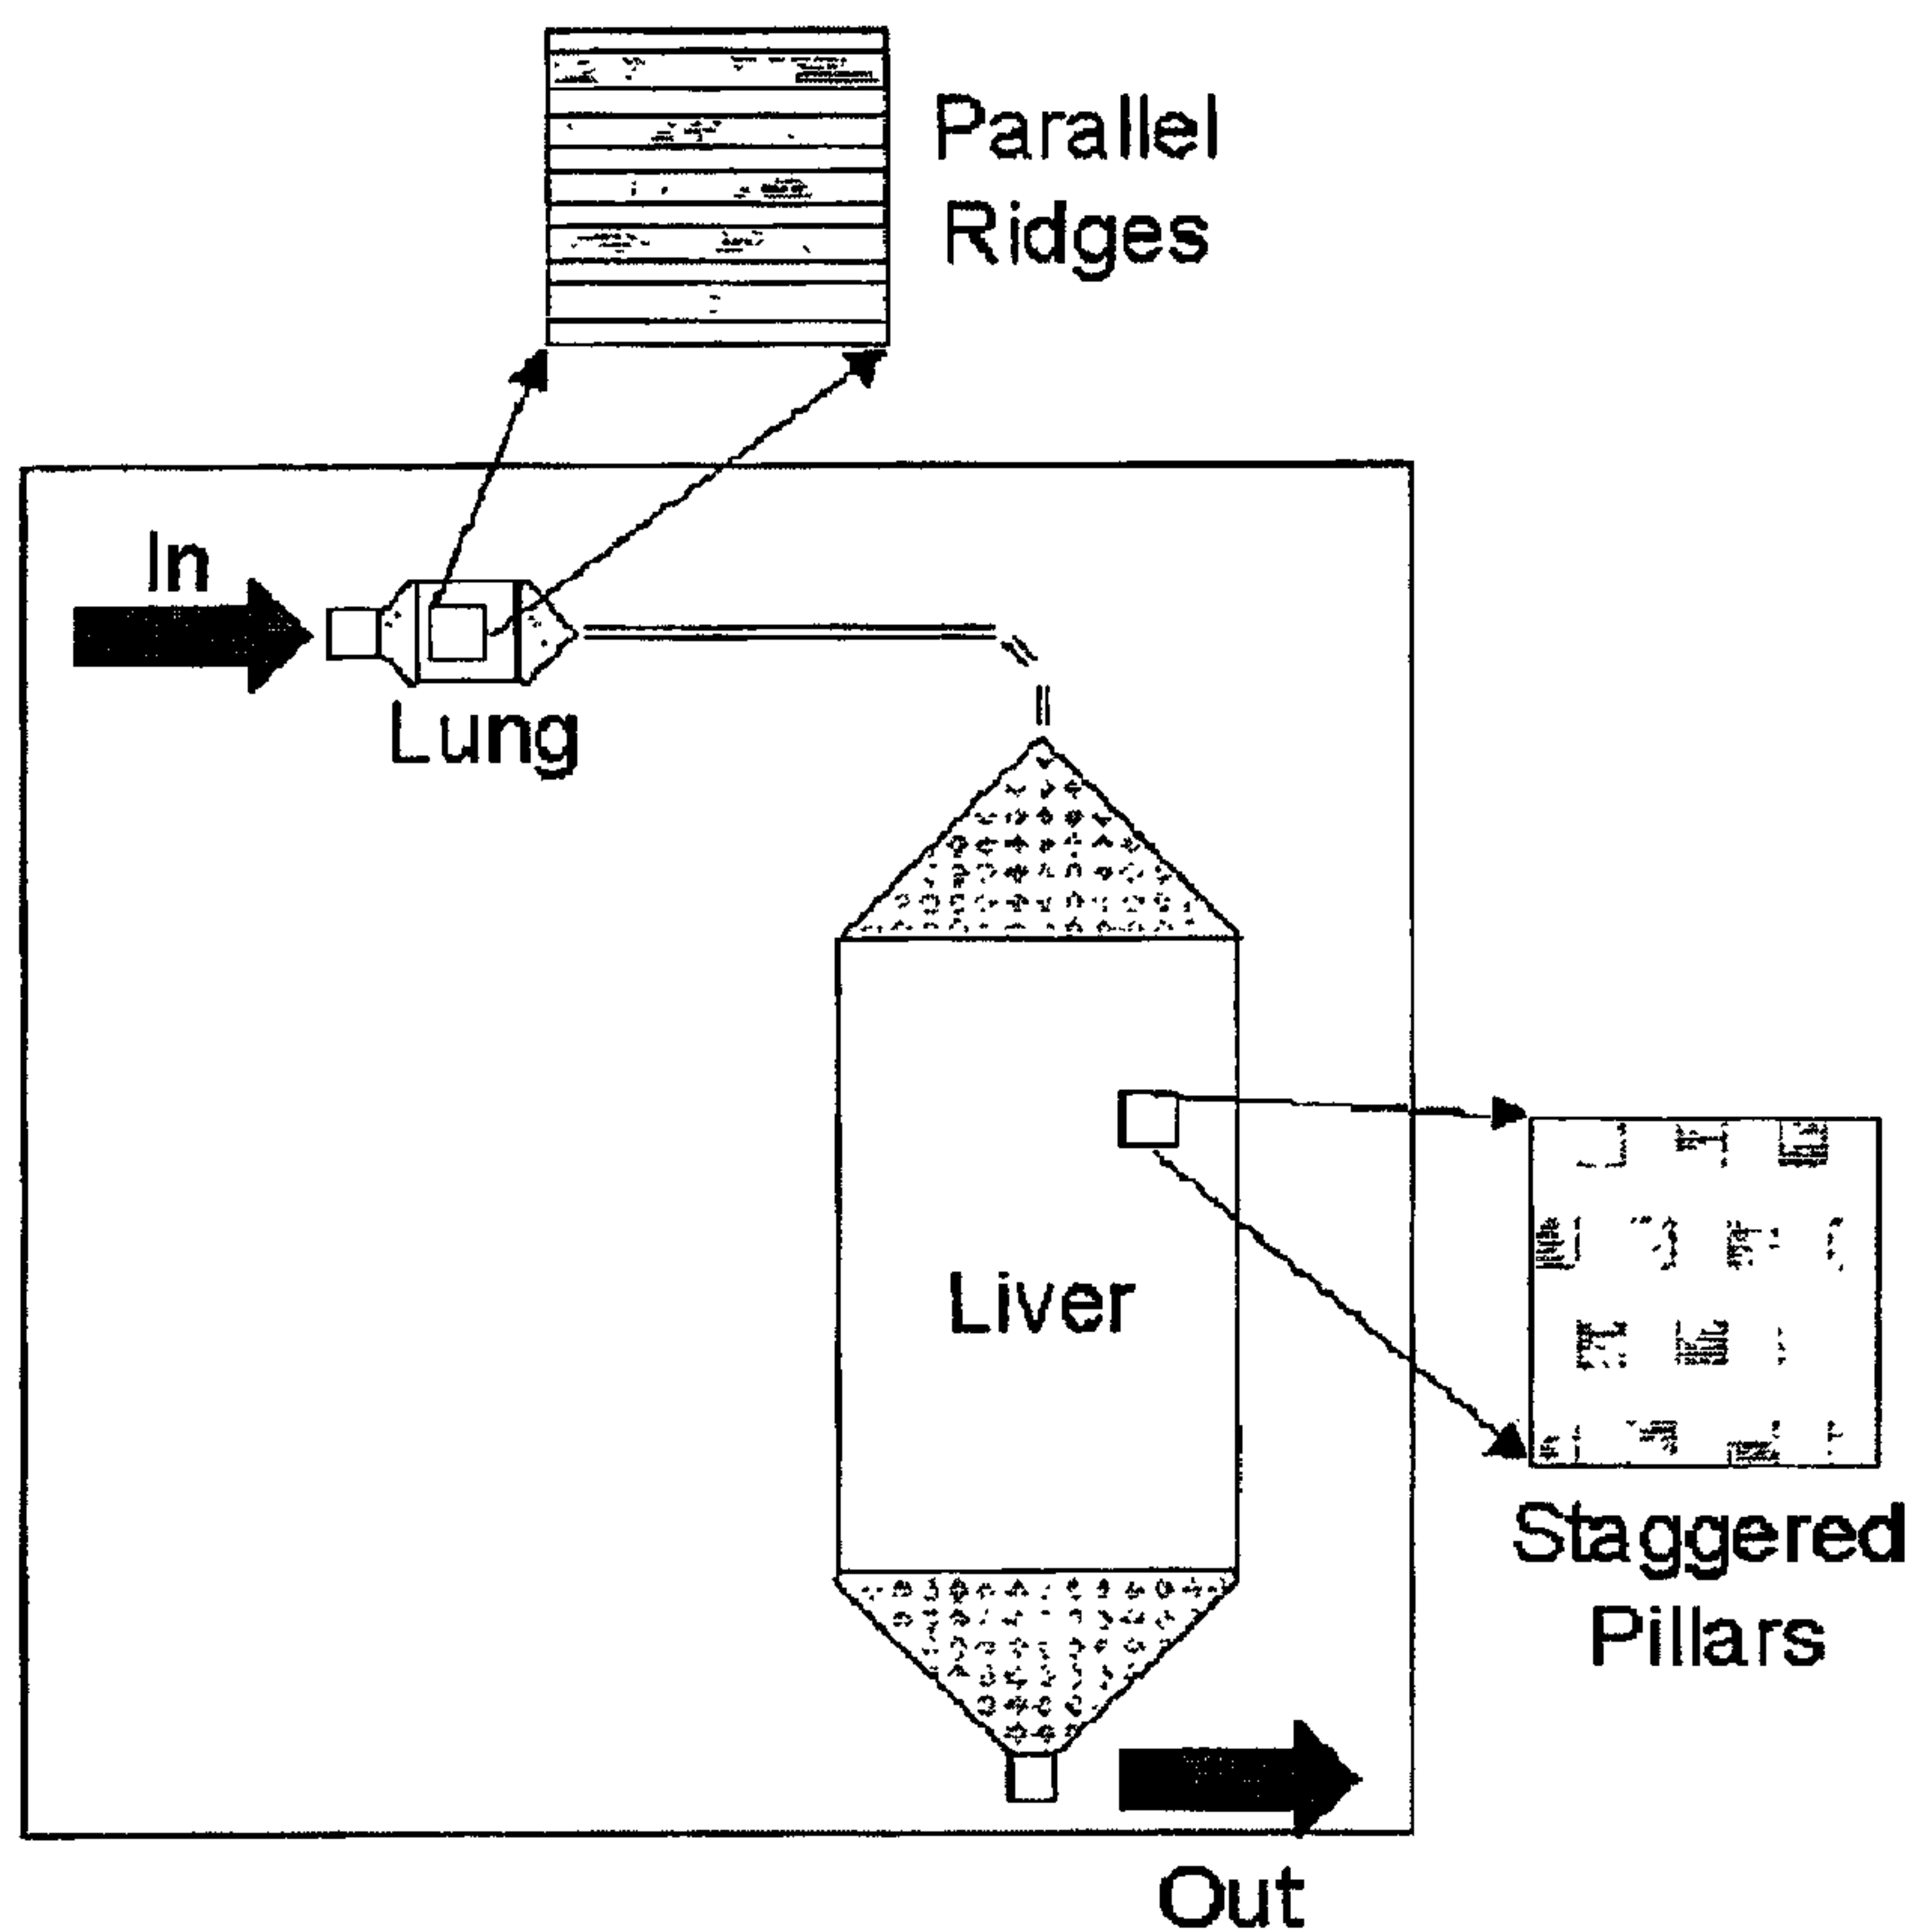 Parallel
Ridges
In
Lung
Liver
Staggered
Pillars
Out